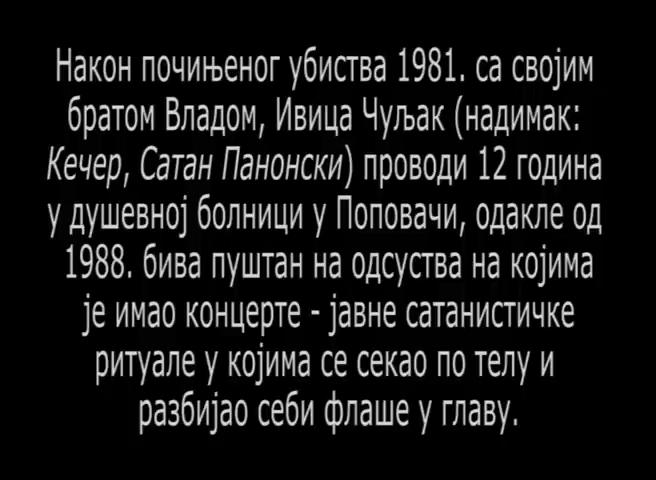 Након почињеног убиства 1981. са својим
братом Владом, Ивица Чуљак (надимак:
Кечер, Сатан Панонски) проводи 12 година
у душевној болници у Поповачи, одакле од
1988. бива пуштан на одсуства на којима
је имао концерте - јавне сатанистичке
ритуале у којима се секао по телу и
разбијао себи флаше у главу.